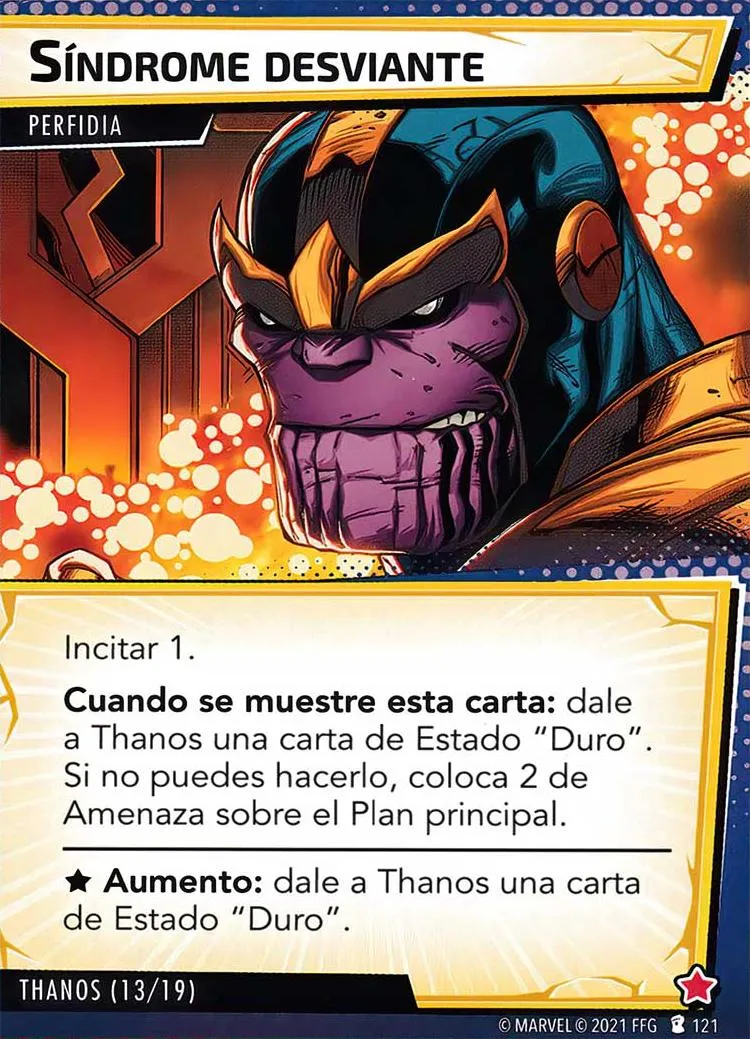 SÍNDROME DESVIANTE
PERFIDIA
Incitar 1.
Cuando se muestre esta carta: dale
a Thanos una carta de Estado “Duro”.
Si no puedes hacerlo, coloca 2 de
Amenaza sobre el Plan principal.
★ Aumento: dale a Thanos una carta
de Estado “Duro”.
THANOS (13/19)
© MARVEL © 2021 FFG 121